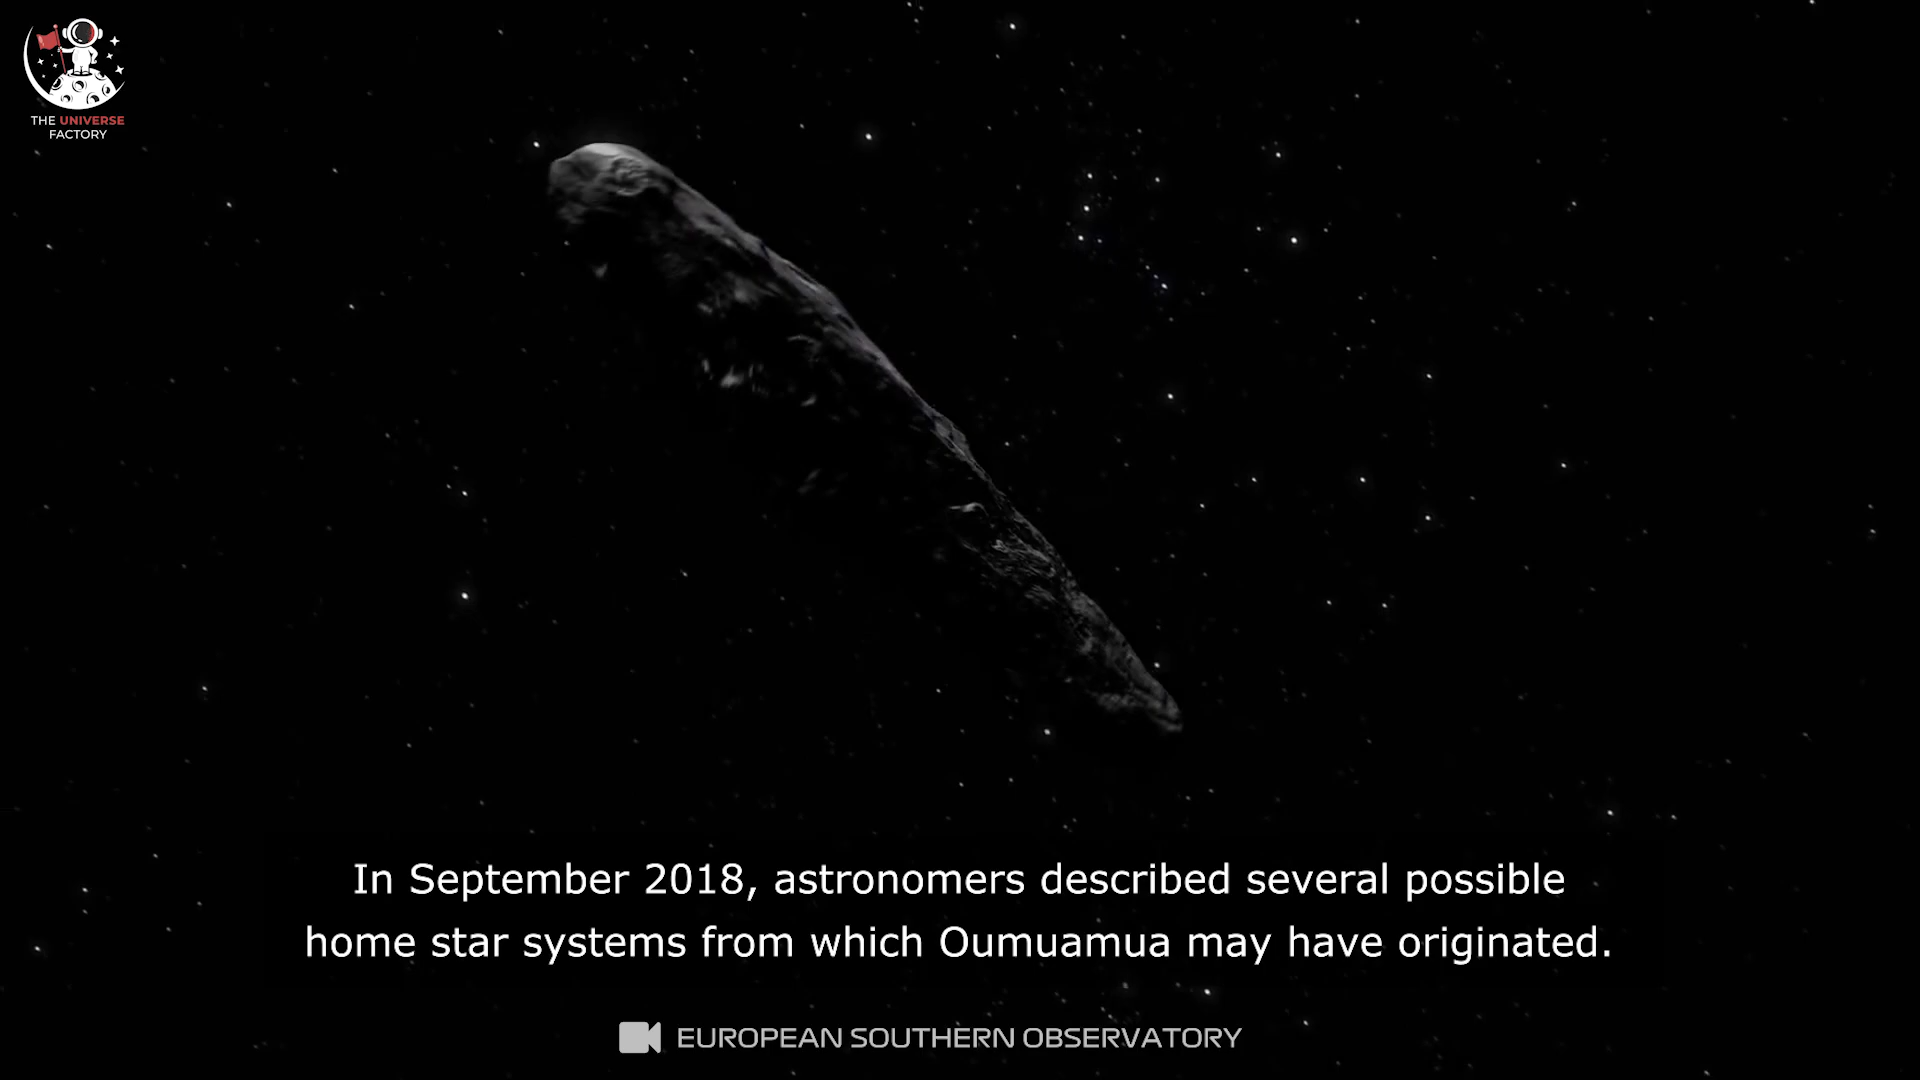 THE UNIVERSE
FACTORY
In September 2018, astronomers described several possible
home star systems from which Oumuamua may have originated.
EUROPEAN SOUTHERN OBSERVATORY